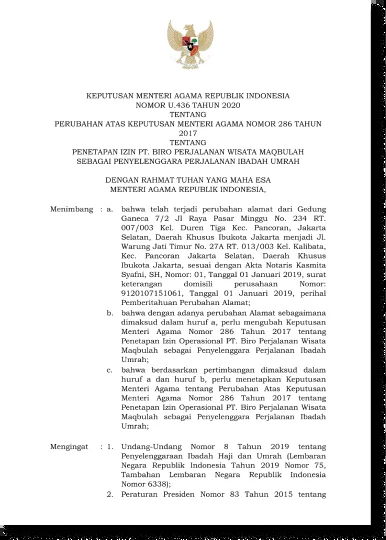 KEPUTUSAN MENTERI AGAMA REPUBLIK INDONESIA
NOMOR U.436 TAHUN 2020
TENTANG
PERUBAHAN ATAS KEPUTUSAN MENTERI AGAMA NOMOR 286 TAHUN
2017
TENTANG
PENETAPAN IZIN PT. BIRO PERJALANAN WISATA MAQBULAH
SEBAGAI PENYELENGGARA PERJALANAN IBADAH UMRAH
DENGAN RAHMAT TUHAN YANG MAHA ESA
MENTERI AGAMA REPUBLIK INDONESIA,
Menimbang : a. bahwa telah terjadi perubahan alamat dari Gedung
Ganeca 7/2 Jl Raya Pasar Minggu No. 234 RT.
007/003 Kel. Duren Tiga Kec. Pancoran, Jakarta
Selatan, Daerah Khusus Ibukota Jakarta menjadi Jl.
Warung Jati Timur No. 27A RT. 013/003 Kel. Kalibata,
Kec. Pancoran Jakarta Selatan, Daerah Khusus
Ibukota Jakarta, sesuai dengan Akta Notaris Kasmita
Syafni, SH, Nomor: 01, Tanggal 01 Januari 2019, surat
keterangan domisili perusahaan Nomor:
9120107151061, Tanggal 01 Januari 2019, perihal
Pemberitahuan Perubahan Alamat;
b. bahwa dengan adanya perubahan Alamat sebagaimana
dimaksud dalam huruf a, perlu mengubah Keputusan
Menteri Agama Nomor 286 Tahun 2017 tentang
Penetapan Izin Operasional PT. Biro Perjalanan Wisata
Maqbulah sebagai Penyelenggara Perjalanan Ibadah
Umrah;
c. bahwa berdasarkan pertimbangan dimaksud dalam
huruf a dan huruf b, perlu menetapkan Keputusan
Menteri Agama tentang Perubahan Atas Keputusan
Menteri Agama Nomor 286 Tahun 2017 tentang
Penetapan Izin Operasional PT. Biro Perjalanan Wisata
Maqbulah sebagai Penyelenggara Perjalanan Ibadah
Umrah;
Mengingat : 1. Undang-Undang Nomor 8 Tahun 2019 tentang
Penyelenggaraan Ibadah Haji dan Umrah (Lembaran
Negara Republik Indonesia Tahun 2019 Nomor 75,
Tambahan Lembaran Negara Republik Indonesia
Nomor 6338);
2. Peraturan Presiden Nomor 83 Tahun 2015 tentang